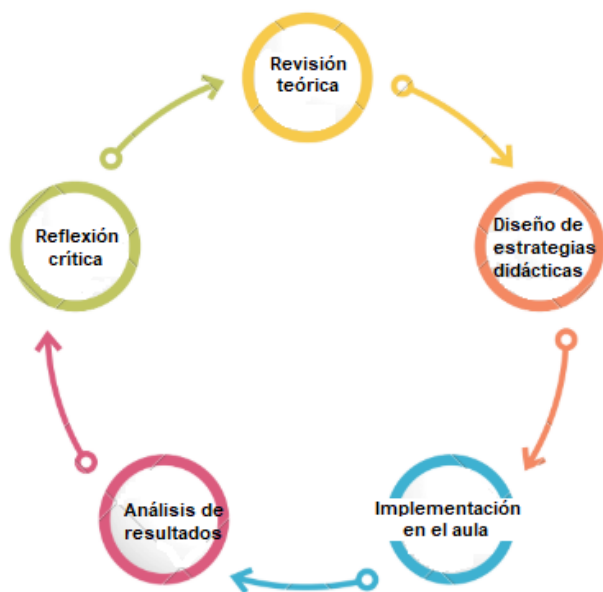 Revisión
teórica
Diseño de
estrategias
didácticas
Implementación
en el aula
Análisis de
resultados
Reflexión
crítica